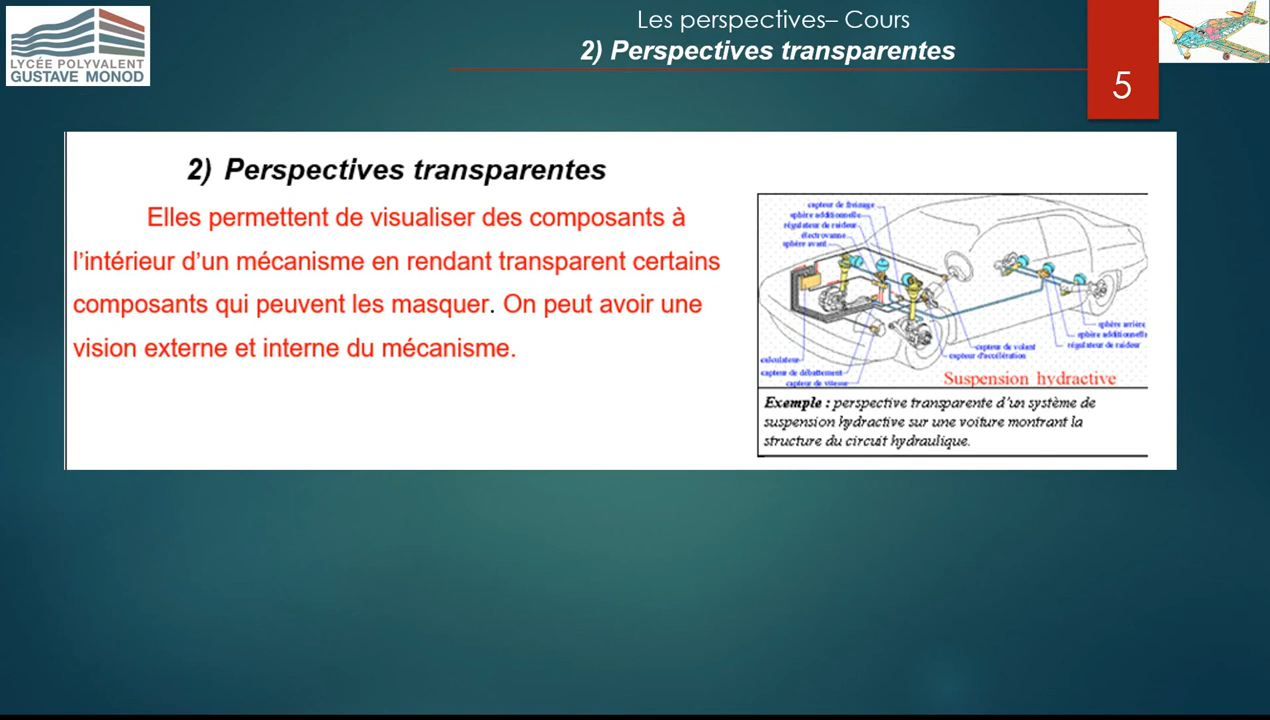 LYCÉE POLYVALENT
GUSTAVE MONOD
Les perspectives– Cours
2) Perspectives transparentes
5
2) Perspectives transparentes
Elles permettent de visualiser des composants à
l'intérieur d'un mécanisme en rendant transparent certains
composants qui peuvent les masquer. On peut avoir une
vision externe et interne du mécanisme.
capteur de freinage
sphère additionnelle
régulateur de raideur
électrovanne
sphère avant
sphère arrière
sphère additionnelle
régulateur de raideur
capteur de volant
capteur d'accélération
calculateur
capteur de débattement
capteur de vitesse
Suspension hydractive
Exemple : perspective transparente d'un système de
suspension hydractive sur une voiture montrant la
structure du circuit hydraulique.